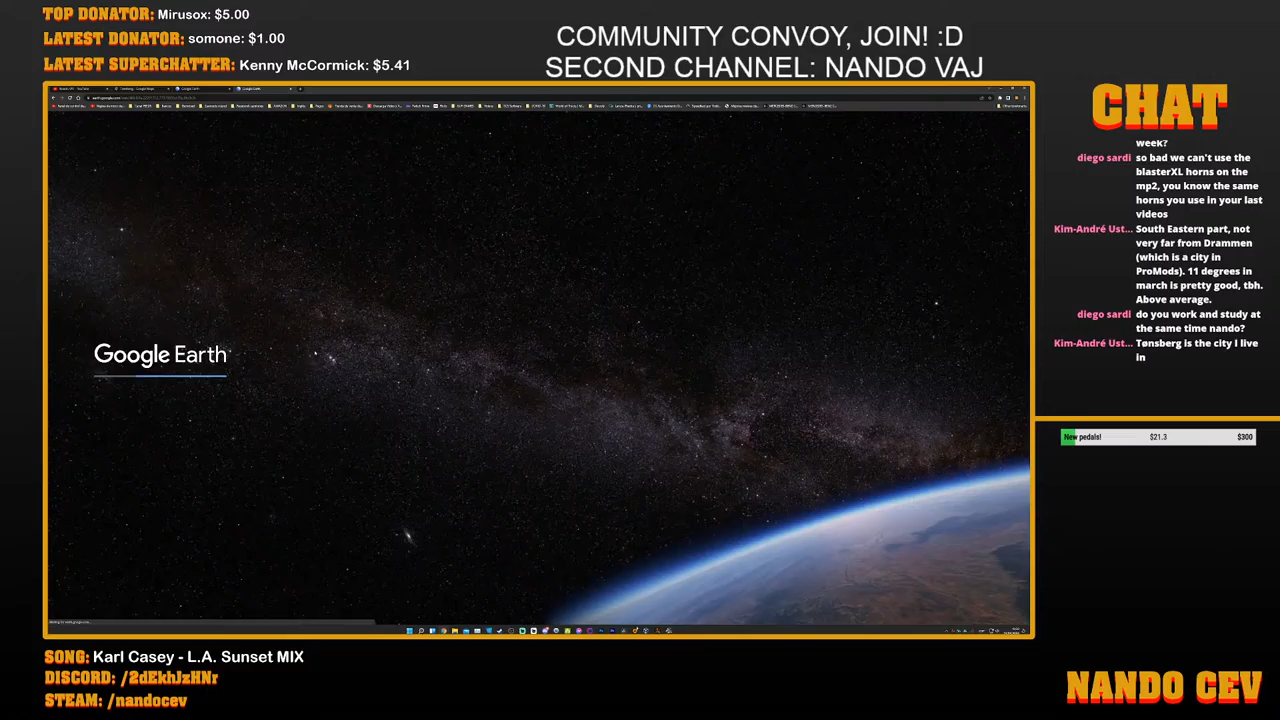 TOP DONATOR: Mirusox: $5.00
LATEST DONATOR: somone: $1.00
LATEST SUPERCHATTER: Kenny McCormick: $5.41
COMMUNITY CONVOY, JOIN! :D
SECOND CHANNEL: NANDO VAJ
Google Earth
CHAT
week?
diego sardi so bad we can't use the
blasterXL horns on the
mp2, you know the same
horns you use in your last
videos
Kim-André Ust... South Eastern part, not
very far from Drammen
(which is a city in
ProMods). 11 degrees in
march is pretty good, tbh.
Above average.
diego sardi do you work and study at
the same time nando?
Kim-André Ust... Tønsberg is the city I live
in
New pedals! $21.3 $300
SONG: Karl Casey - L.A. Sunset MIX
DISCORD: /2dEkhJzHNr
STEAM: /nandocev
NANDO CEV